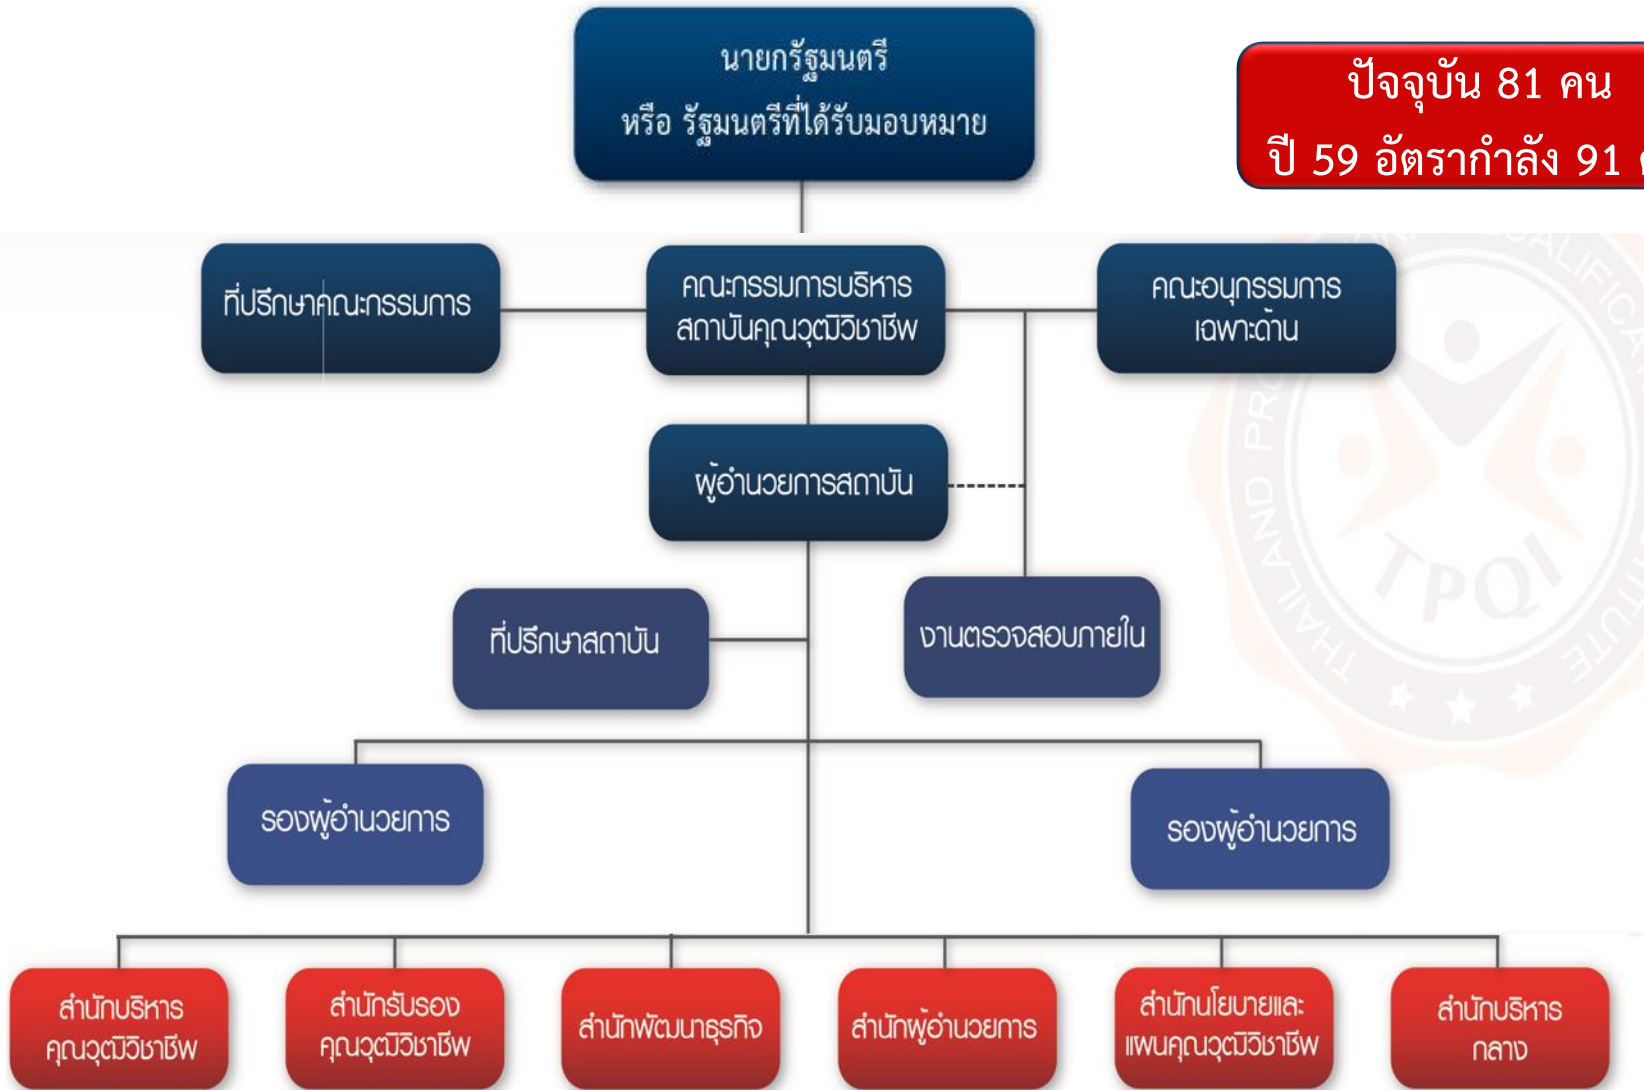 นายกรัฐมนตรี
หรือ รัฐมนตรีที่ได้รับมอบหมาย
ปัจจุบัน 81 คน
ปี 59 อัตรากำลัง 91
ที่ปรึกษาคณะกรรมการ
คณะกรรมการบริหาร
สถาบันคุณวุฒิวิชาชีพ
คณะอนุกรรมการ
เฉพาะด้าน
ผู้อำนวยการสถาบัน
ที่ปรึกษาสถาบัน
งานตรวจสอบภายใน
THAILAND
TPQI
รองผู้อำนวยการ
รองผู้อำนวยการ
สำนักบริหาร
คุณวุฒิวิชาชีพ
สำนักรับรอง
คุณวุฒิวิชาชีพ
สำนักพัฒนาธุรกิจ
สำนักผู้อำนวยการ
สำนักนโยบายและ
แผนคุณวุฒิวิชาชีพ
สำนักบริหาร
กลาง